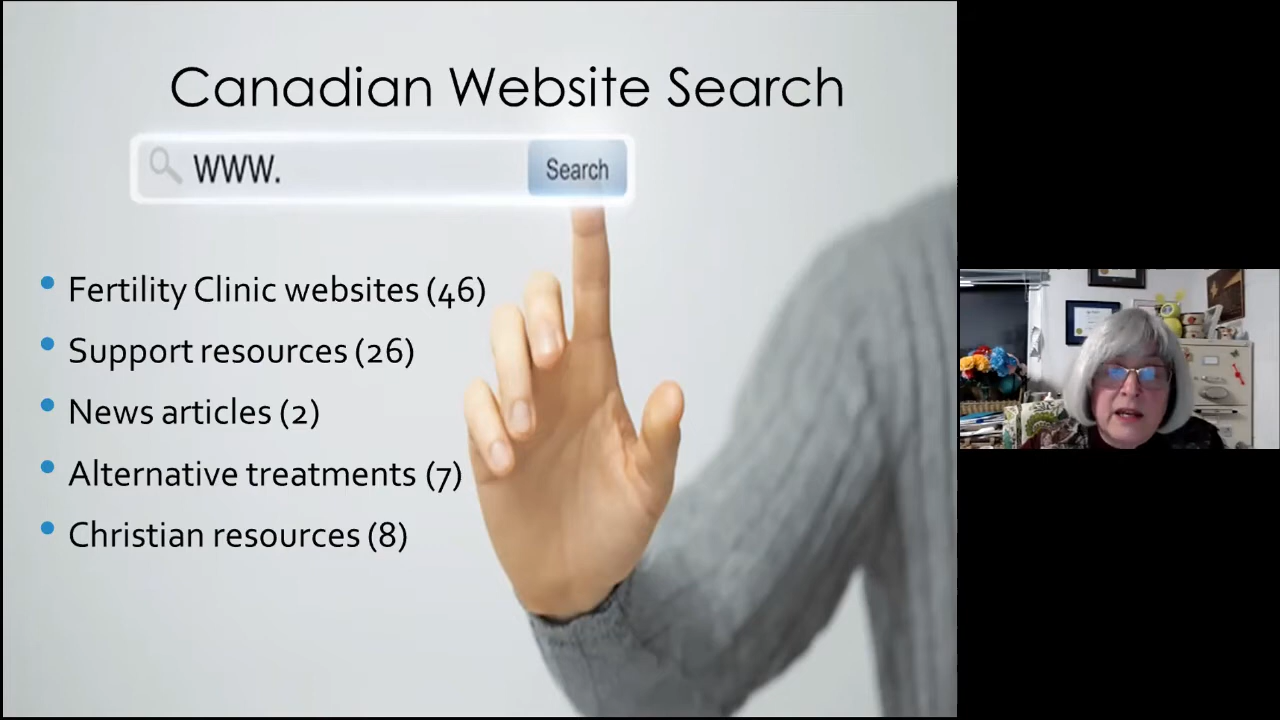 Canadian Website Search
WWW.
Search
Fertility Clinic websites (46)
Support resources (26)
News articles (2)
Alternative treatments (7)
Christian resources (8)